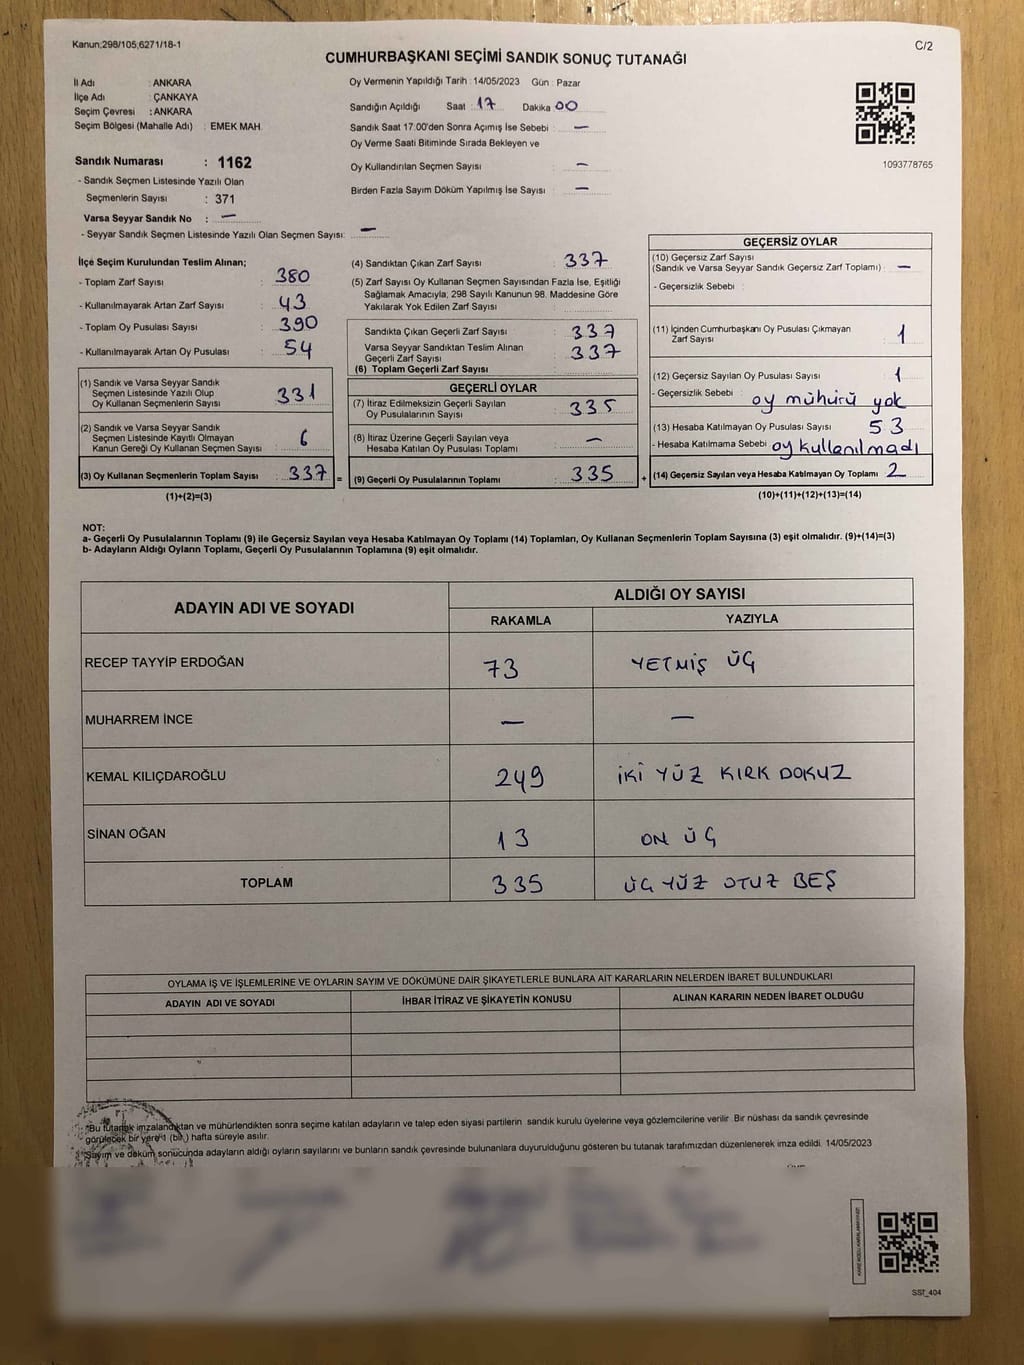 Kanun;298/105;6271/18-1
C/2
CUMHURBAŞKANI SEÇİMİ SANDIK SONUÇ TUTANAĞI
İl Adı : ANKARA
İlçe Adı : ÇANKAYA
Seçim Çevresi : ANKARA
Seçim Bölgesi (Mahalle Adı) : EMEK MAH.
Sandık Numarası : 1162
- Sandık Seçmen Listesinde Yazılı Olan
Seçmenlerin Sayısı : 371
Varsa Seyyar Sandık No : —
- Seyyar Sandık Seçmen Listesinde Yazılı Olan Seçmen Sayısı: —
Oy Vermenin Yapıldığı Tarih : 14/05/2023 Gün : Pazar
Sandığın Açıldığı Saat : 17 Dakika 00
Sandık Saat 17:00'den Sonra Açımış İse Sebebi : —
Oy Verme Saati Bitiminde Sırada Bekleyen ve
Oy Kullandırılan Seçmen Sayısı : —
Birden Fazla Sayım Döküm Yapılmış İse Sayısı : —
1093778765
İlçe Seçim Kurulundan Teslim Alınan;
- Toplam Zarf Sayısı : 380
- Kullanılmayarak Artan Zarf Sayısı : 43
- Toplam Oy Pusulası Sayısı : 390
- Kullanılmayarak Artan Oy Pusulası : 54
(1) Sandık ve Varsa Seyyar Sandık
Seçmen Listesinde Yazılı Olup
Oy Kullanan Seçmenlerin Sayısı : 331
(2) Sandık ve Varsa Seyyar Sandık
Seçmen Listesinde Kayıtlı Olmayan
Kanun Gereği Oy Kullanan Seçmen Sayısı : 6
(3) Oy Kullanan Seçmenlerin Toplam Sayısı : 337
(1)+(2)=(3)
(4) Sandıktan Çıkan Zarf Sayısı : 337
(5) Zarf Sayısı Oy Kullanan Seçmen Sayısından Fazla İse, Eşitliği
Sağlamak Amacıyla, 298 Sayılı Kanunun 98. Maddesine Göre
Yakılarak Yok Edilen Zarf Sayısı :
Sandıkta Çıkan Geçerli Zarf Sayısı : 337
Varsa Seyyar Sandıktan Teslim Alınan
Geçerli Zarf Sayısı : 337
(6) Toplam Geçerli Zarf Sayısı
GEÇERLİ OYLAR
(7) İtiraz Edilmeksizin Geçerli Sayılan
Oy Pusulalarının Sayısı : 335
(8) İtiraz Üzerine Geçerli Sayılan veya
Hesaba Katılan Oy Pusulası Toplamı : —
= (9) Geçerli Oy Pusulalarının Toplamı : 335 +
GEÇERSİZ OYLAR
(10) Geçersiz Zarf Sayısı
(Sandık ve Varsa Seyyar Sandık Geçersiz Zarf Toplamı) : —
- Geçersizlik Sebebi :
(11) İçinden Cumhurbaşkanı Oy Pusulası Çıkmayan
Zarf Sayısı : 1
(12) Geçersiz Sayılan Oy Pusulası Sayısı : 1
- Geçersizlik Sebebi : oy mühürü yok
(13) Hesaba Katılmayan Oy Pusulası Sayısı : 53
- Hesaba Katılmama Sebebi : oy kullanılmadı
(14) Geçersiz Sayılan veya Hesaba Katılmayan Oy Toplamı : 2
(10)+(11)+(12)+(13)=(14)
NOT:
a- Geçerli Oy Pusulalarının Toplamı (9) ile Geçersiz Sayılan veya Hesaba Katılmayan Oy Toplamı (14) Toplamları, Oy Kullanan Seçmenlerin Toplam Sayısına (3) eşit olmalıdır. (9)+(14)=(3)
b- Adayların Aldığı Oyların Toplamı, Geçerli Oy Pusulalarının Toplamına (9) eşit olmalıdır.
ADAYIN ADI VE SOYADI ALDIĞI OY SAYISI
RAKAMLA YAZIYLA
RECEP TAYYİP ERDOĞAN 73 YETMİŞ ÜÇ
MUHARREM İNCE — —
KEMAL KILIÇDAROĞLU 249 İKİ YÜZ KIRK DOKUZ
SİNAN OĞAN 13 ON ÜÇ
TOPLAM 335 ÜÇ YÜZ OTUZ BEŞ
OYLAMA İŞ VE İŞLEMLERİNE VE OYLARIN SAYIM VE DÖKÜMÜNE DAİR ŞİKAYETLERLE BUNLARA AİT KARARLARIN NELERDEN İBARET BULUNDUKLARI
ADAYIN ADI VE SOYADI İHBAR İTİRAZ VE ŞİKAYETİN KONUSU ALINAN KARARIN NEDEN İBARET OLDUĞU
*Bu tutanak imzalandıktan ve mühürlendikten sonra seçime katılan adayların ve talep eden siyasi partilerin sandık kurulu üyelerine veya gözlemcilerine verilir. Bir nüshası da sandık çevresinde
görülecek bir yere 1 (bir) hafta süreyle asılır.
*Sayım ve döküm sonucunda adayların aldığı oyların sayılarını ve bunların sandık çevresinde bulunanlara duyurulduğunu gösteren bu tutanak tarafımızdan düzenlenerek imza edildi. 14/05/2023
SST_404